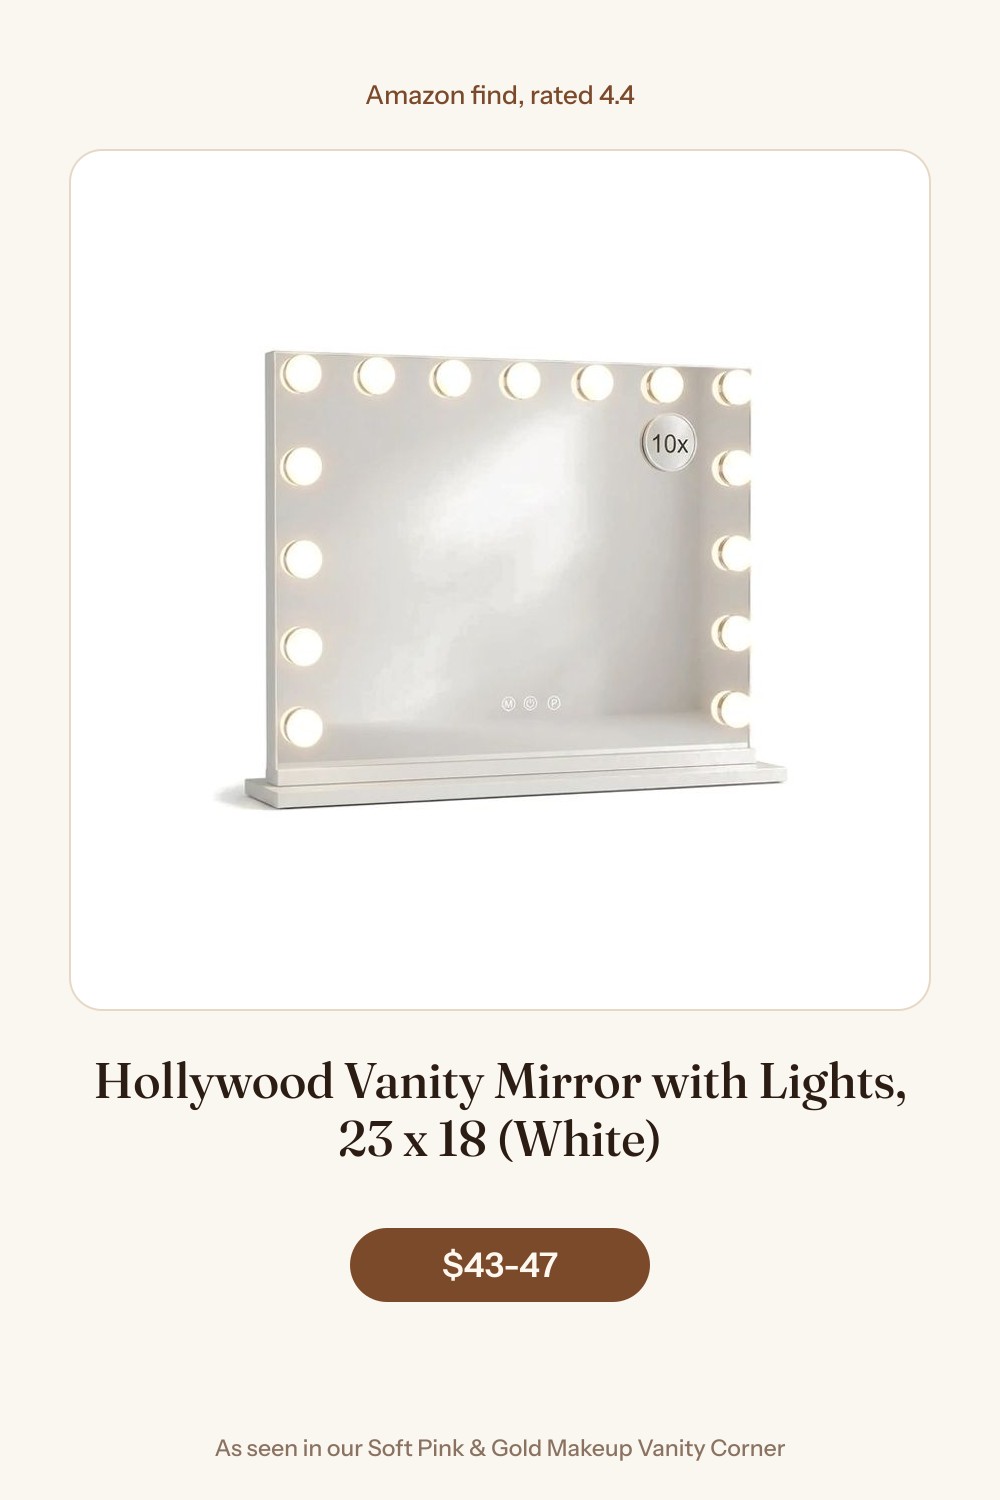 Amazon find, rated 4.4
10x
M P
Hollywood Vanity Mirror with Lights,
23 x 18 (White)
$43-47
As seen in our Soft Pink & Gold Makeup Vanity Corner